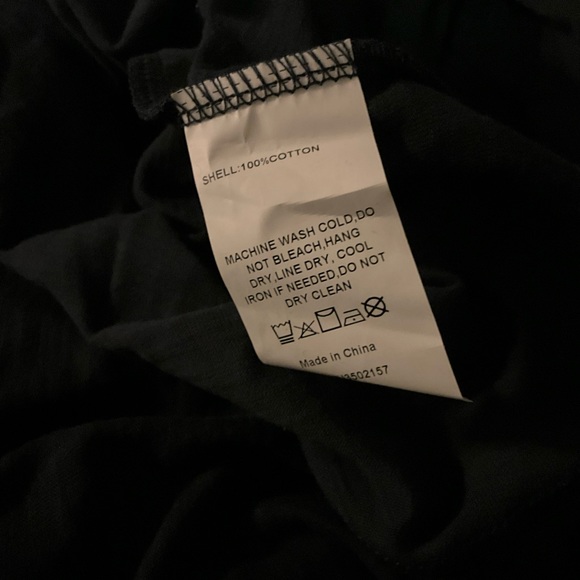 SHELL:100%COTTON
MACHINE WASH COLD,DO
NOT BLEACH,HANG
DRY,LINE DRY, COOL
IRON IF NEEDED,DO NOT
DRY CLEAN
Made in China